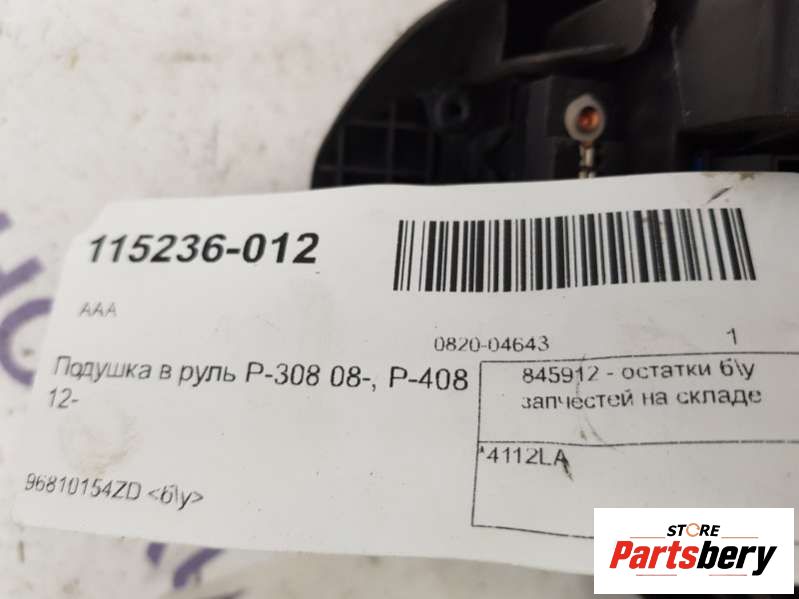 115236-012
AAA
0820-04643 1
Подушка в руль P-308 08-, P-408
12-
845912 - остатки б\у
запчестей на складе
4112LA
96810154ZD <б\у>
STORE
Partsbery